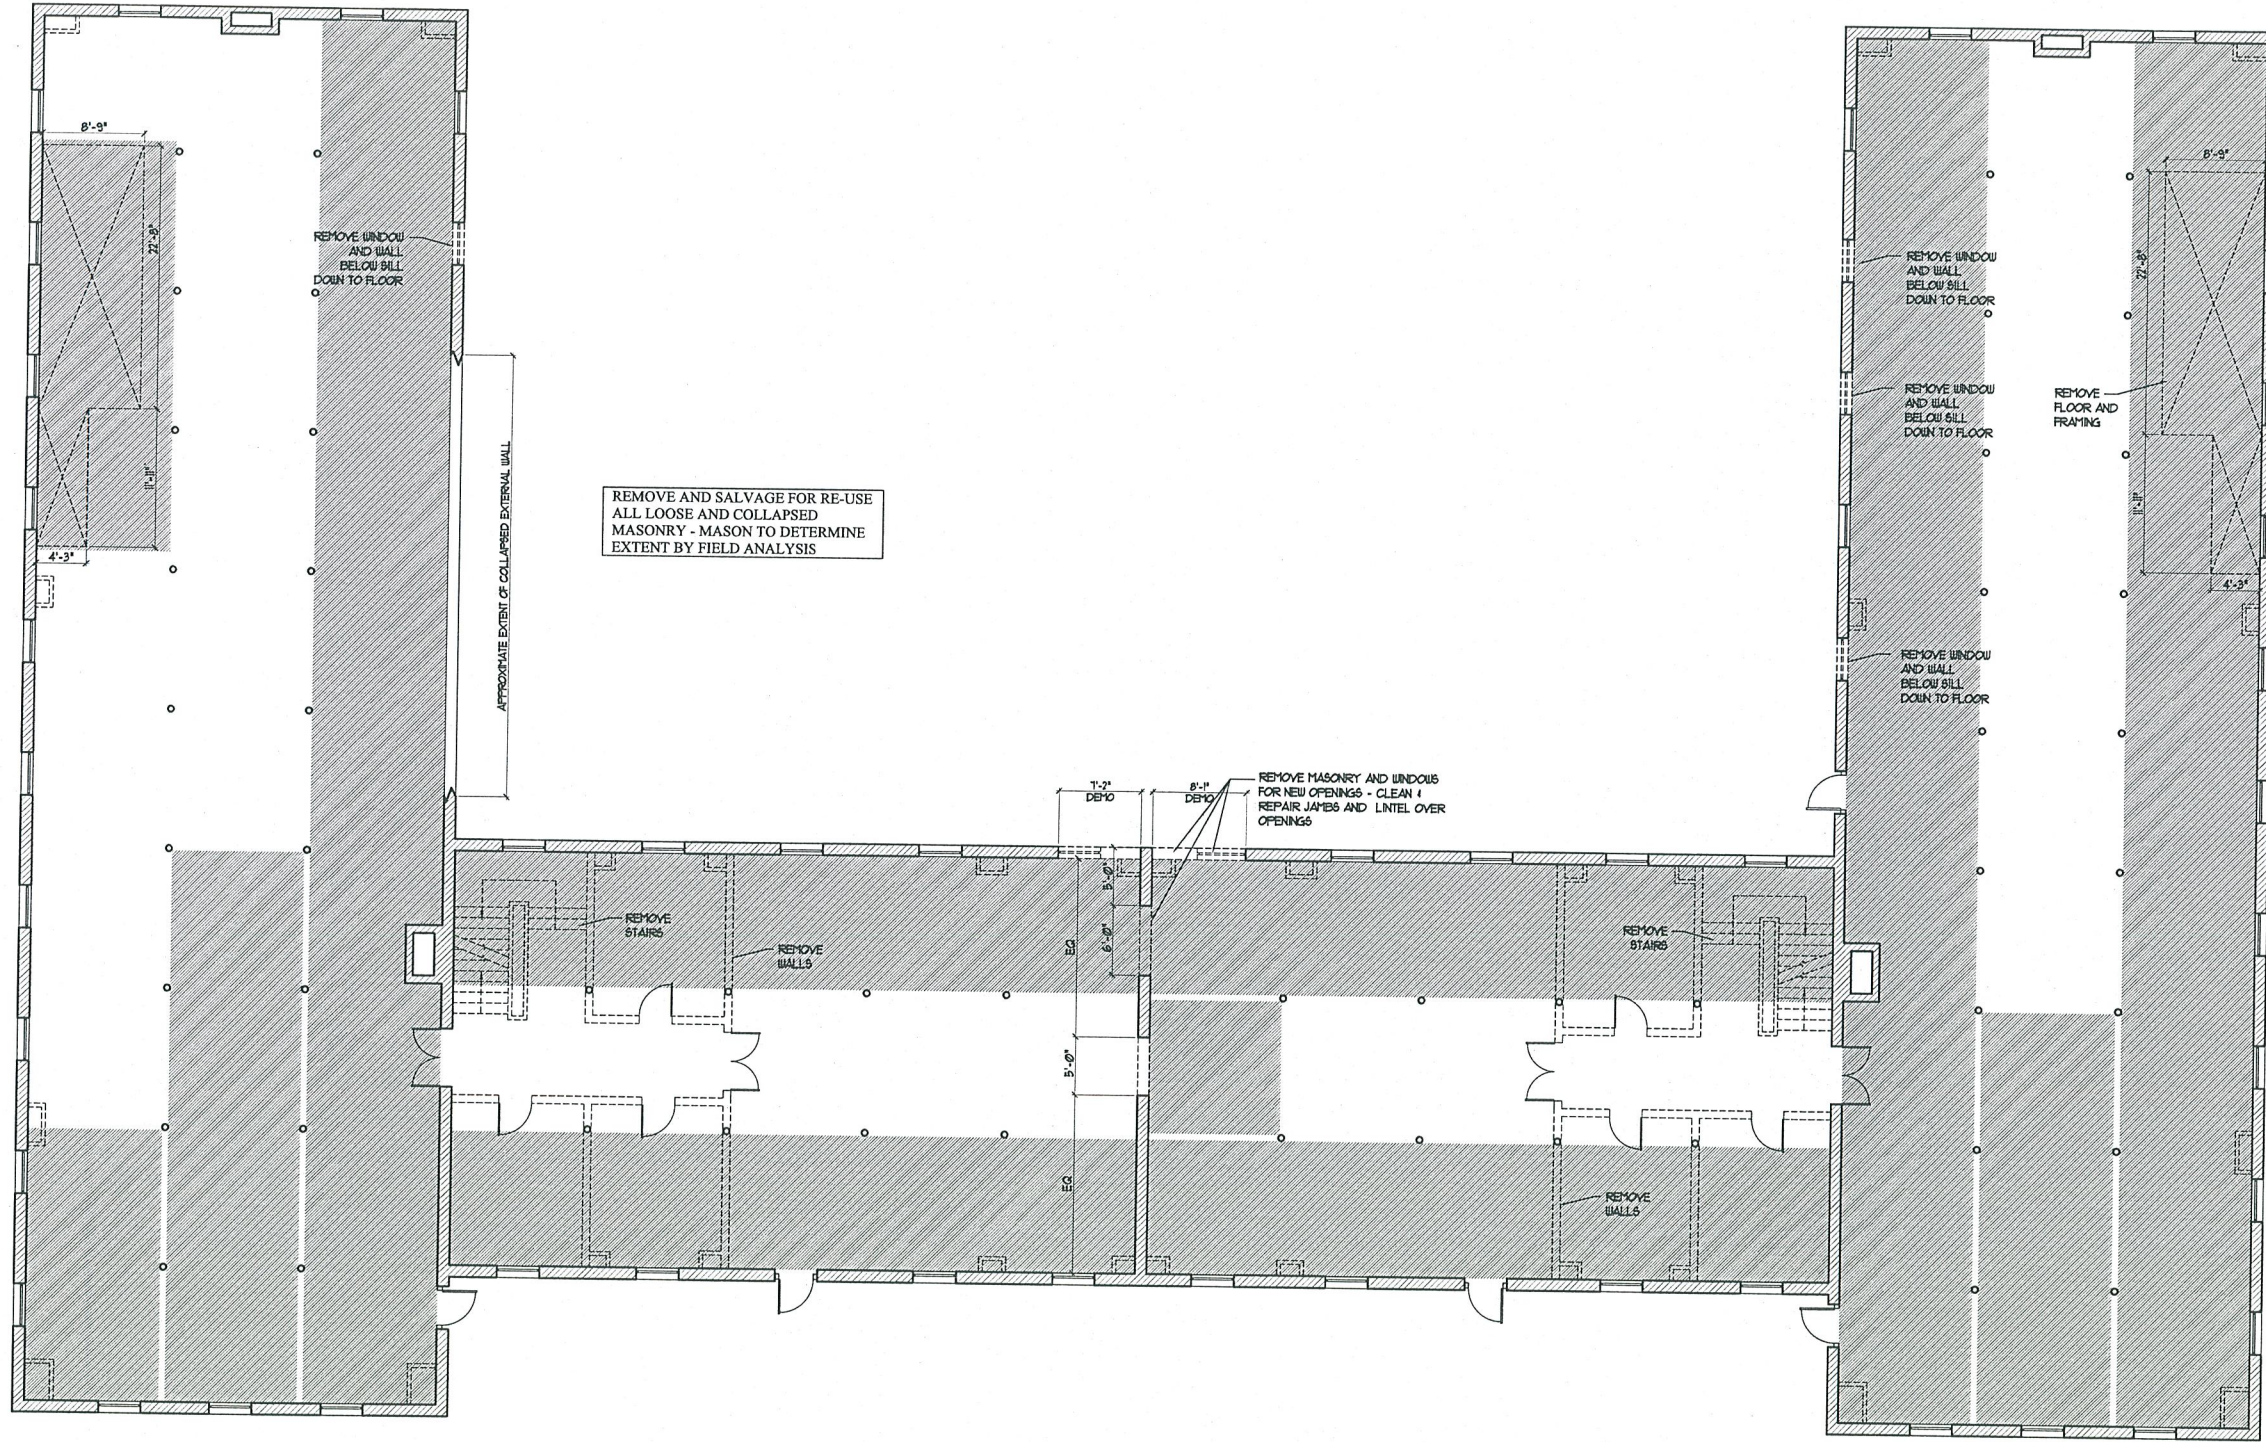 8'-9"
22'-8"
11'-11"
4'-3"
REMOVE WINDOW
AND WALL
BELOW SILL
DOWN TO FLOOR
APPROXIMATE EXTENT OF COLLAPSED EXTERNAL WALL
REMOVE AND SALVAGE FOR RE-USE
ALL LOOSE AND COLLAPSED
MASONRY - MASON TO DETERMINE
EXTENT BY FIELD ANALYSIS
8'-9"
22'-8"
11'-11"
4'-3"
REMOVE WINDOW
AND WALL
BELOW SILL
DOWN TO FLOOR
REMOVE WINDOW
AND WALL
BELOW SILL
DOWN TO FLOOR
REMOVE
FLOOR AND
FRAMING
REMOVE WINDOW
AND WALL
BELOW SILL
DOWN TO FLOOR
7'-2"
DEMO
8'-1"
DEMO
REMOVE MASONRY AND WINDOWS
FOR NEW OPENINGS - CLEAN &
REPAIR JAMBS AND LINTEL OVER
OPENINGS
5'-0"
6'-0"
EQ
5'-0"
EQ
REMOVE
STAIRS
REMOVE
WALLS
REMOVE
STAIRS
REMOVE
WALLS